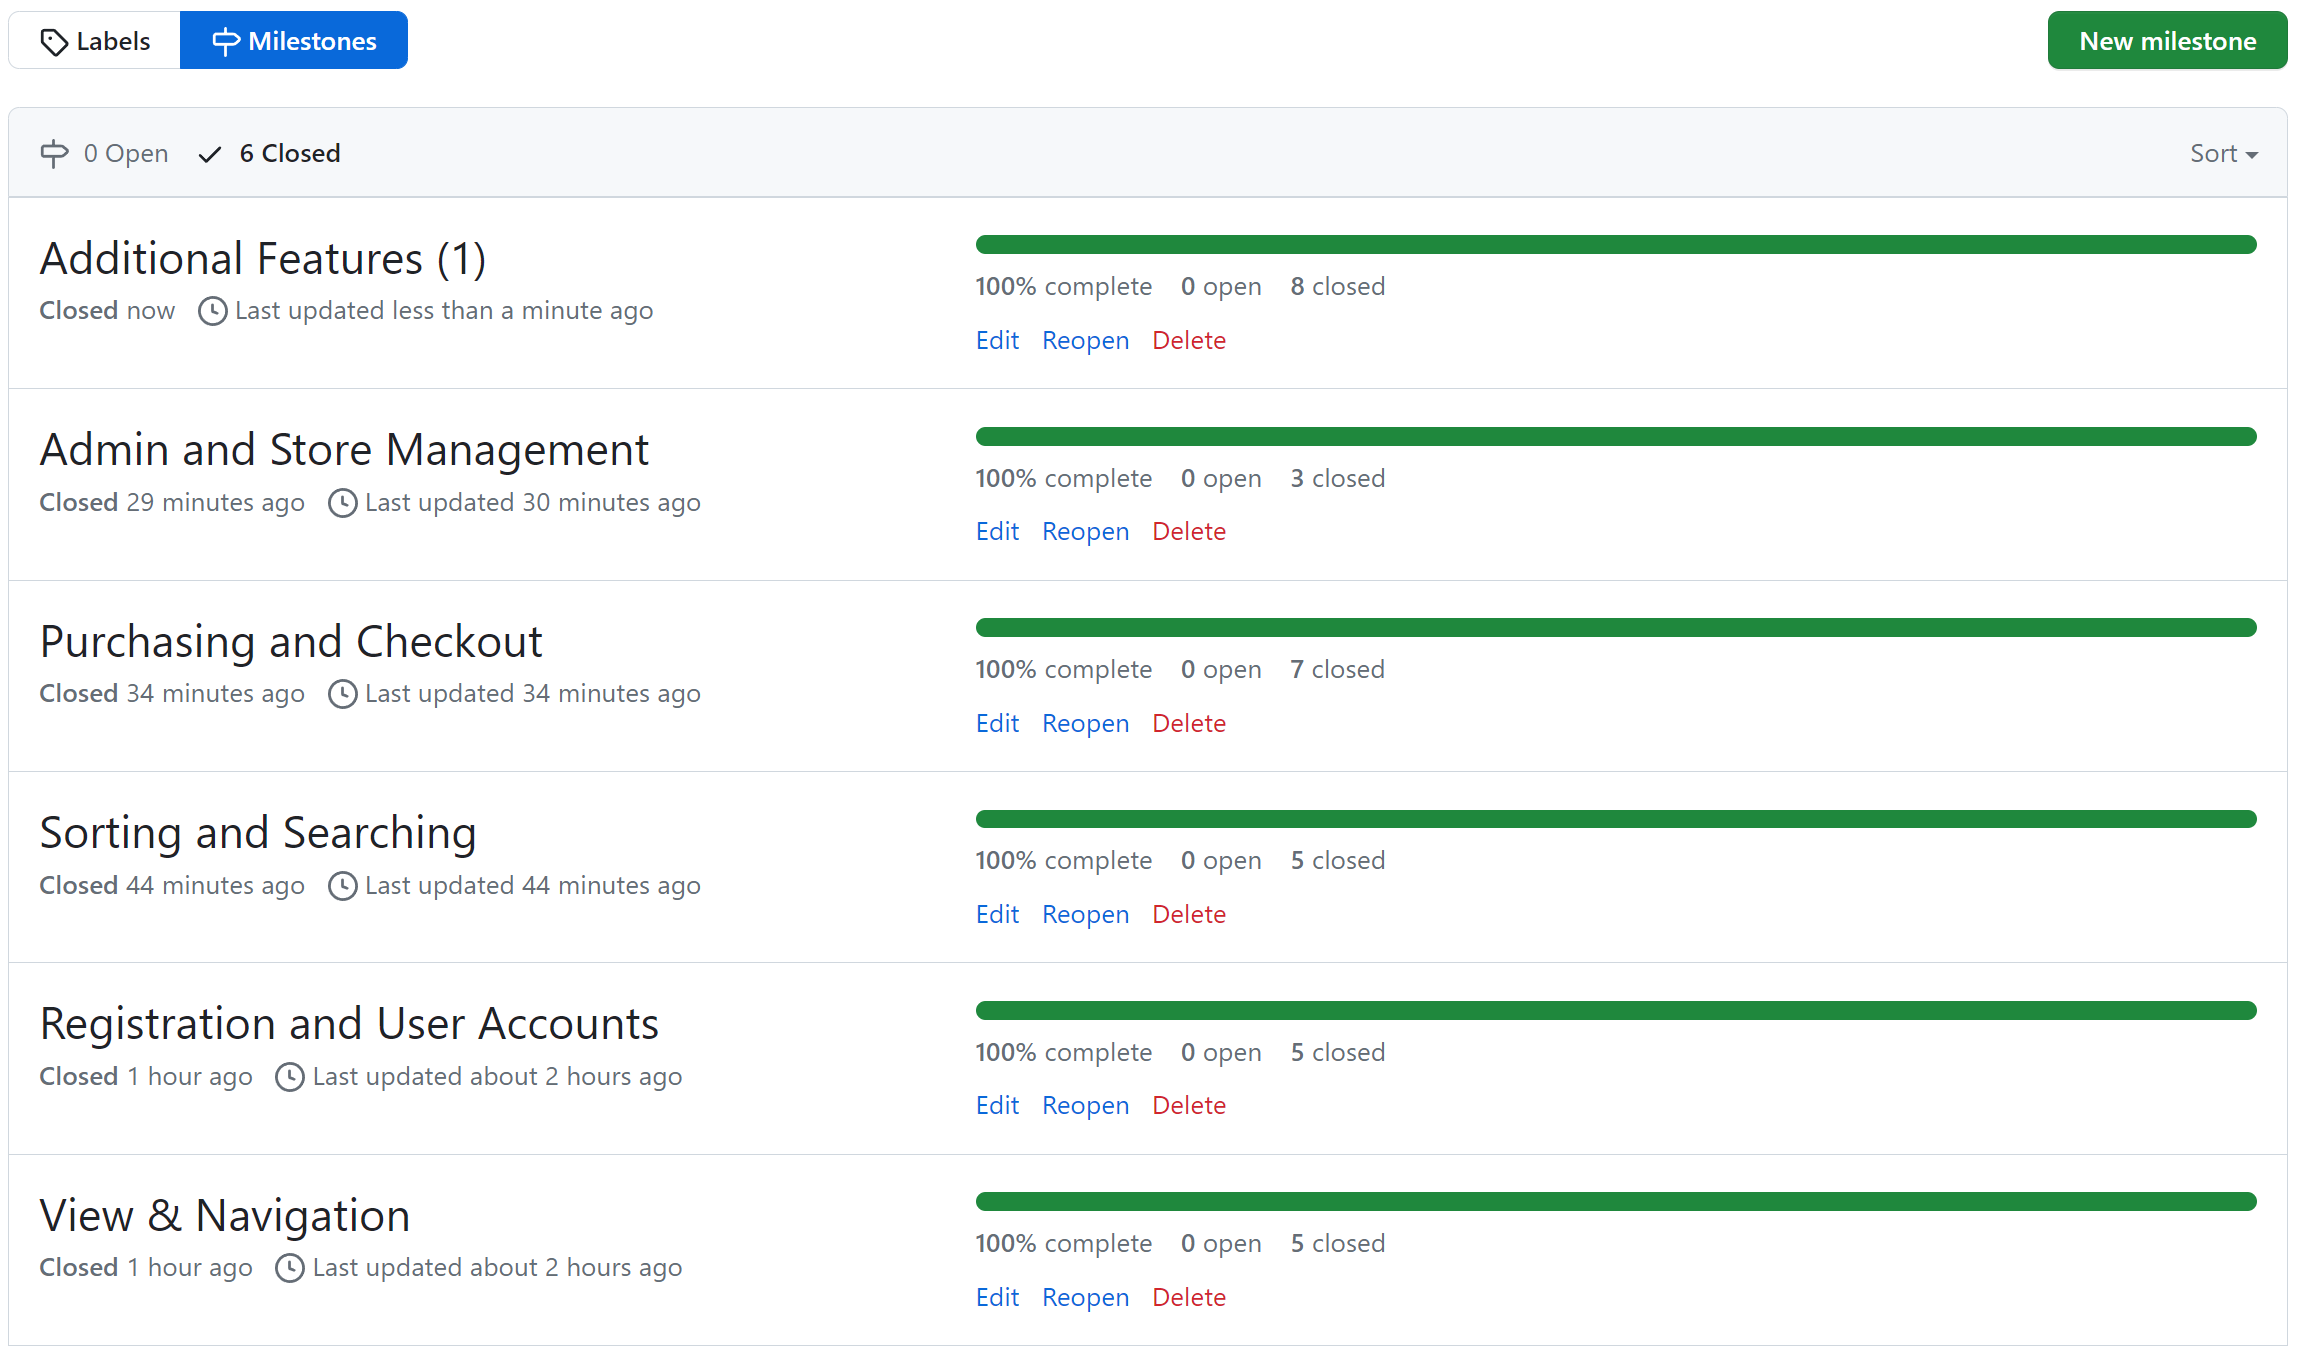 Labels Milestones New milestone
0 Open 6 Closed Sort
Additional Features (1)
Closed now Last updated less than a minute ago
100% complete 0 open 8 closed
Edit Reopen Delete
Admin and Store Management
Closed 29 minutes ago Last updated 30 minutes ago
100% complete 0 open 3 closed
Edit Reopen Delete
Purchasing and Checkout
Closed 34 minutes ago Last updated 34 minutes ago
100% complete 0 open 7 closed
Edit Reopen Delete
Sorting and Searching
Closed 44 minutes ago Last updated 44 minutes ago
100% complete 0 open 5 closed
Edit Reopen Delete
Registration and User Accounts
Closed 1 hour ago Last updated about 2 hours ago
100% complete 0 open 5 closed
Edit Reopen Delete
View & Navigation
Closed 1 hour ago Last updated about 2 hours ago
100% complete 0 open 5 closed
Edit Reopen Delete